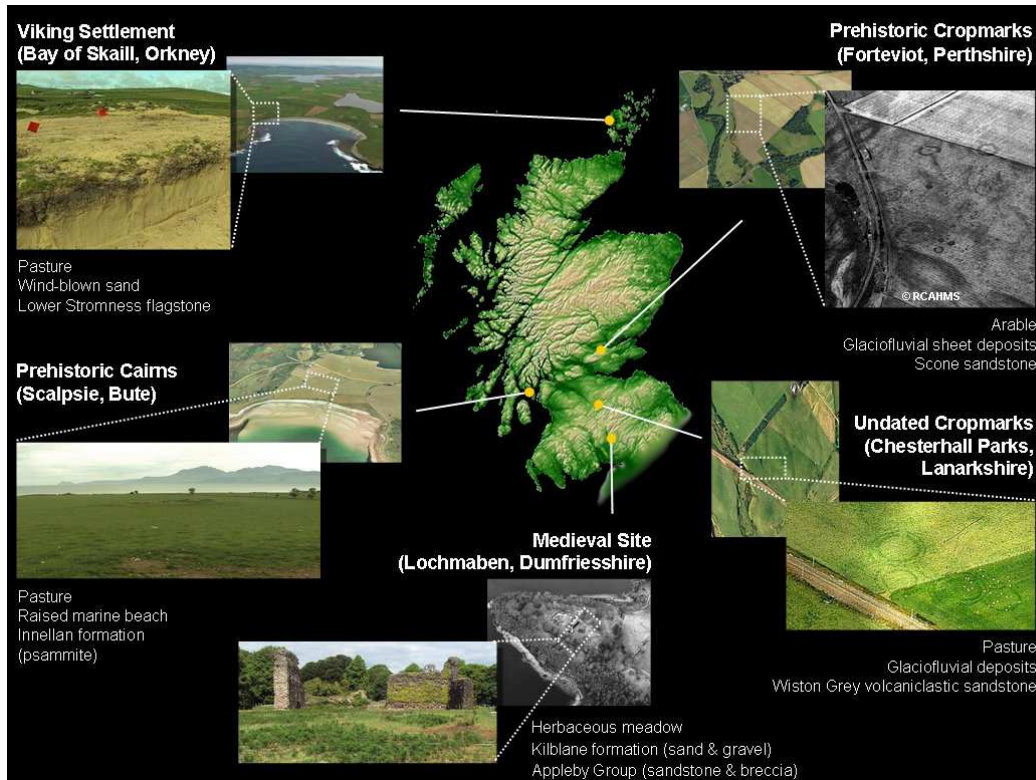 Viking Settlement
(Bay of Skaill, Orkney)
Pasture
Wind-blown sand
Lower Stromness flagstone
Prehistoric Cropmarks
(Forteviot, Perthshire)
© RCAHMS
Arable
Glaciofluvial sheet deposits
Scone sandstone
Prehistoric Cairns
(Scalpsie, Bute)
Pasture
Raised marine beach
Innellan formation
(psammite)
Undated Cropmarks
(Chesterhall Parks,
Lanarkshire)
Pasture
Glaciofluvial deposits
Wiston Grey volcaniclastic sandstone
Medieval Site
(Lochmaben, Dumfriesshire)
Herbaceous meadow
Kilblane formation (sand & gravel)
Appleby Group (sandstone & breccia)